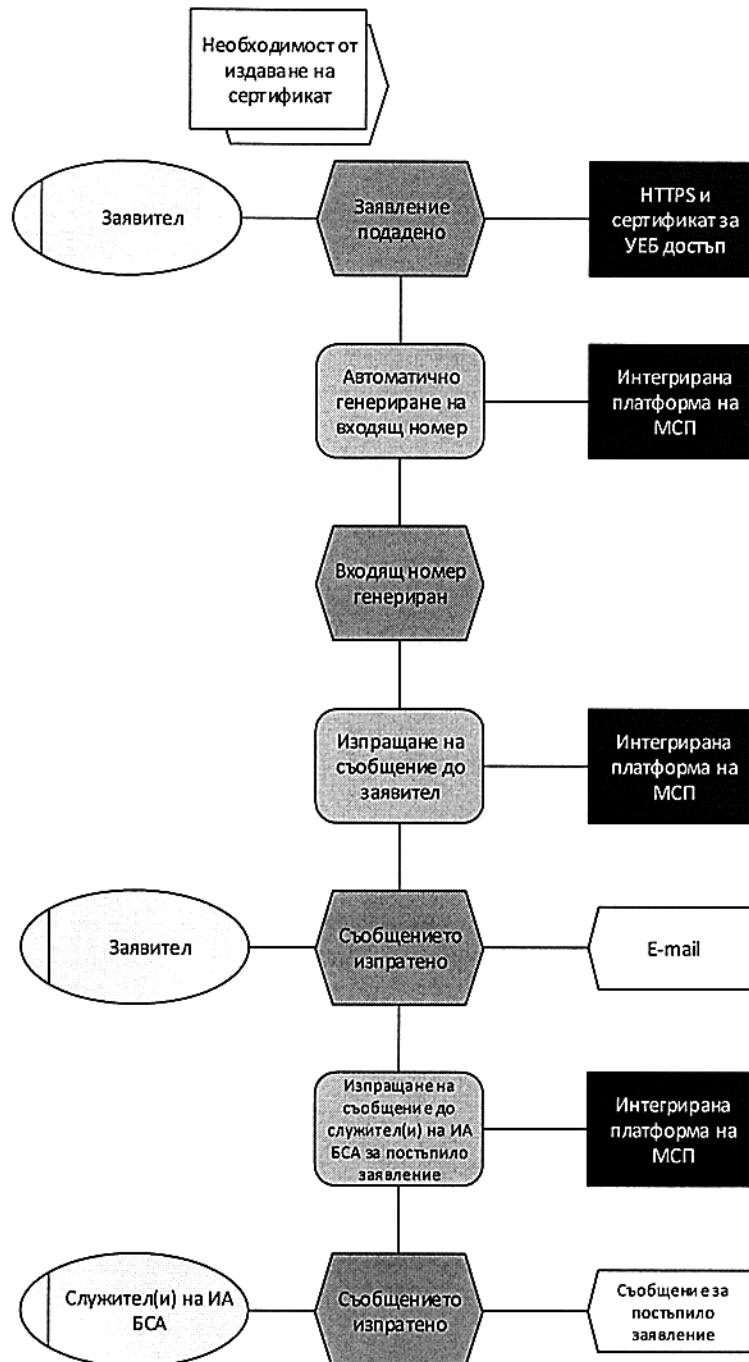 Необходимост от
издаване на
сертификат
Заявител
Заявление
подадено
HTTPS и
сертификат за
УЕБ достъп
Автоматично
генериране на
входящ номер
Интегрирана
платформа на
МСП
Входящ номер
генериран
Изпращане на
съобщение до
заявител
Интегрирана
платформа на
МСП
Заявител
Съобщението
изпратено
E-mail
Изпращане на
съобщение до
служител(и) на ИА
БСА за постъпило
заявление
Интегрирана
платформа на
МСП
Служител(и) на ИА
БСА
Съобщението
изпратено
Съобщение за
постъпило
заявление